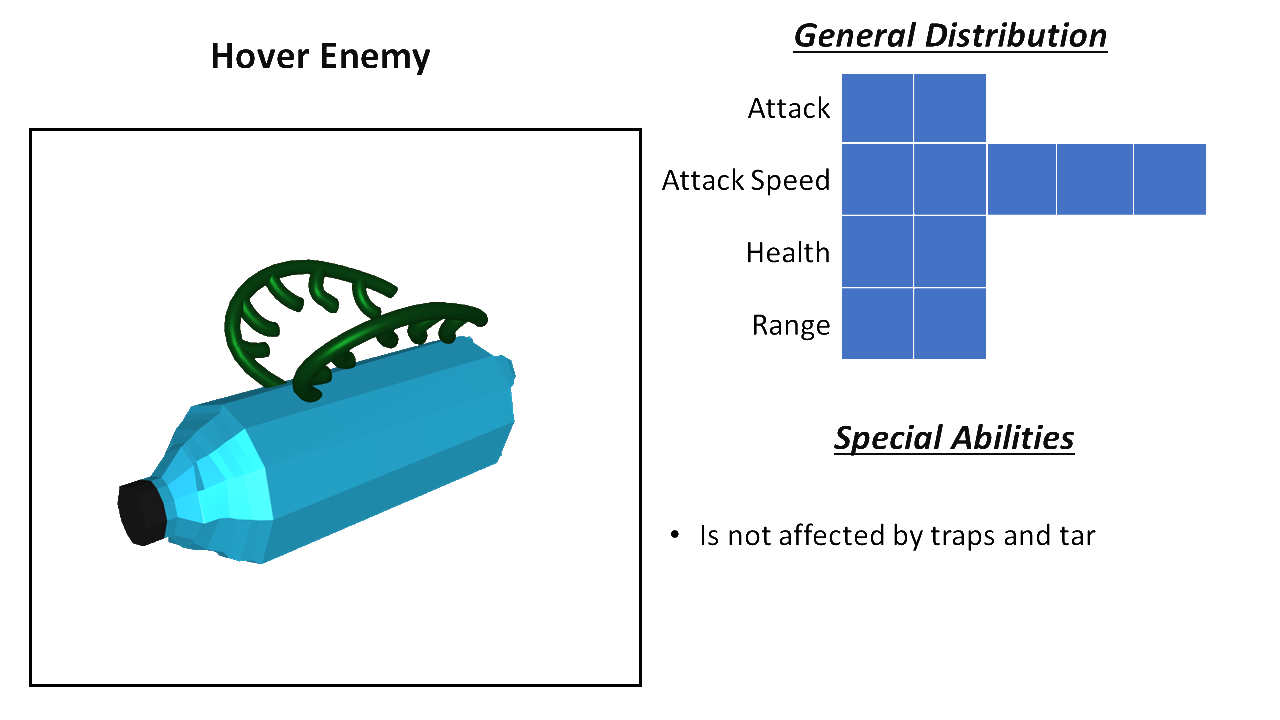 Hover Enemy
General Distribution
Attack
Attack Speed
Health
Range
Special Abilities
• Is not affected by traps and tar